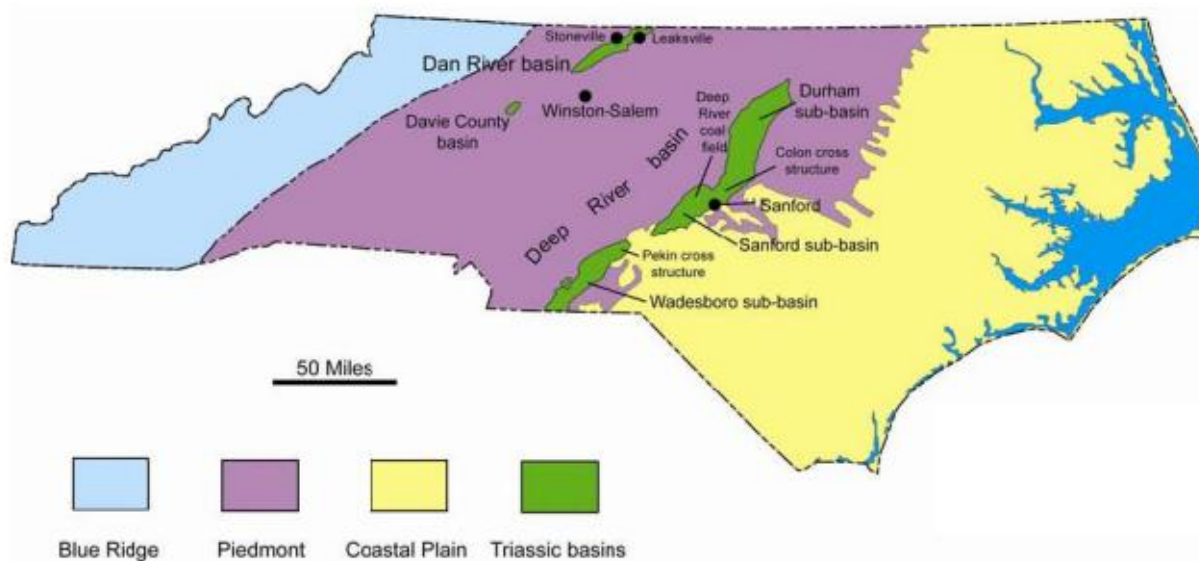 Stoneville
Leaksville
Dan River basin
Winston-Salem
Davie County
basin
Deep
River
coal
field
Durham
sub-basin
Colon cross
structure
Deep River basin
Sanford
Sanford sub-basin
Pekin cross
structure
Wadesboro sub-basin
50 Miles
Blue Ridge
Piedmont
Coastal Plain
Triassic basins